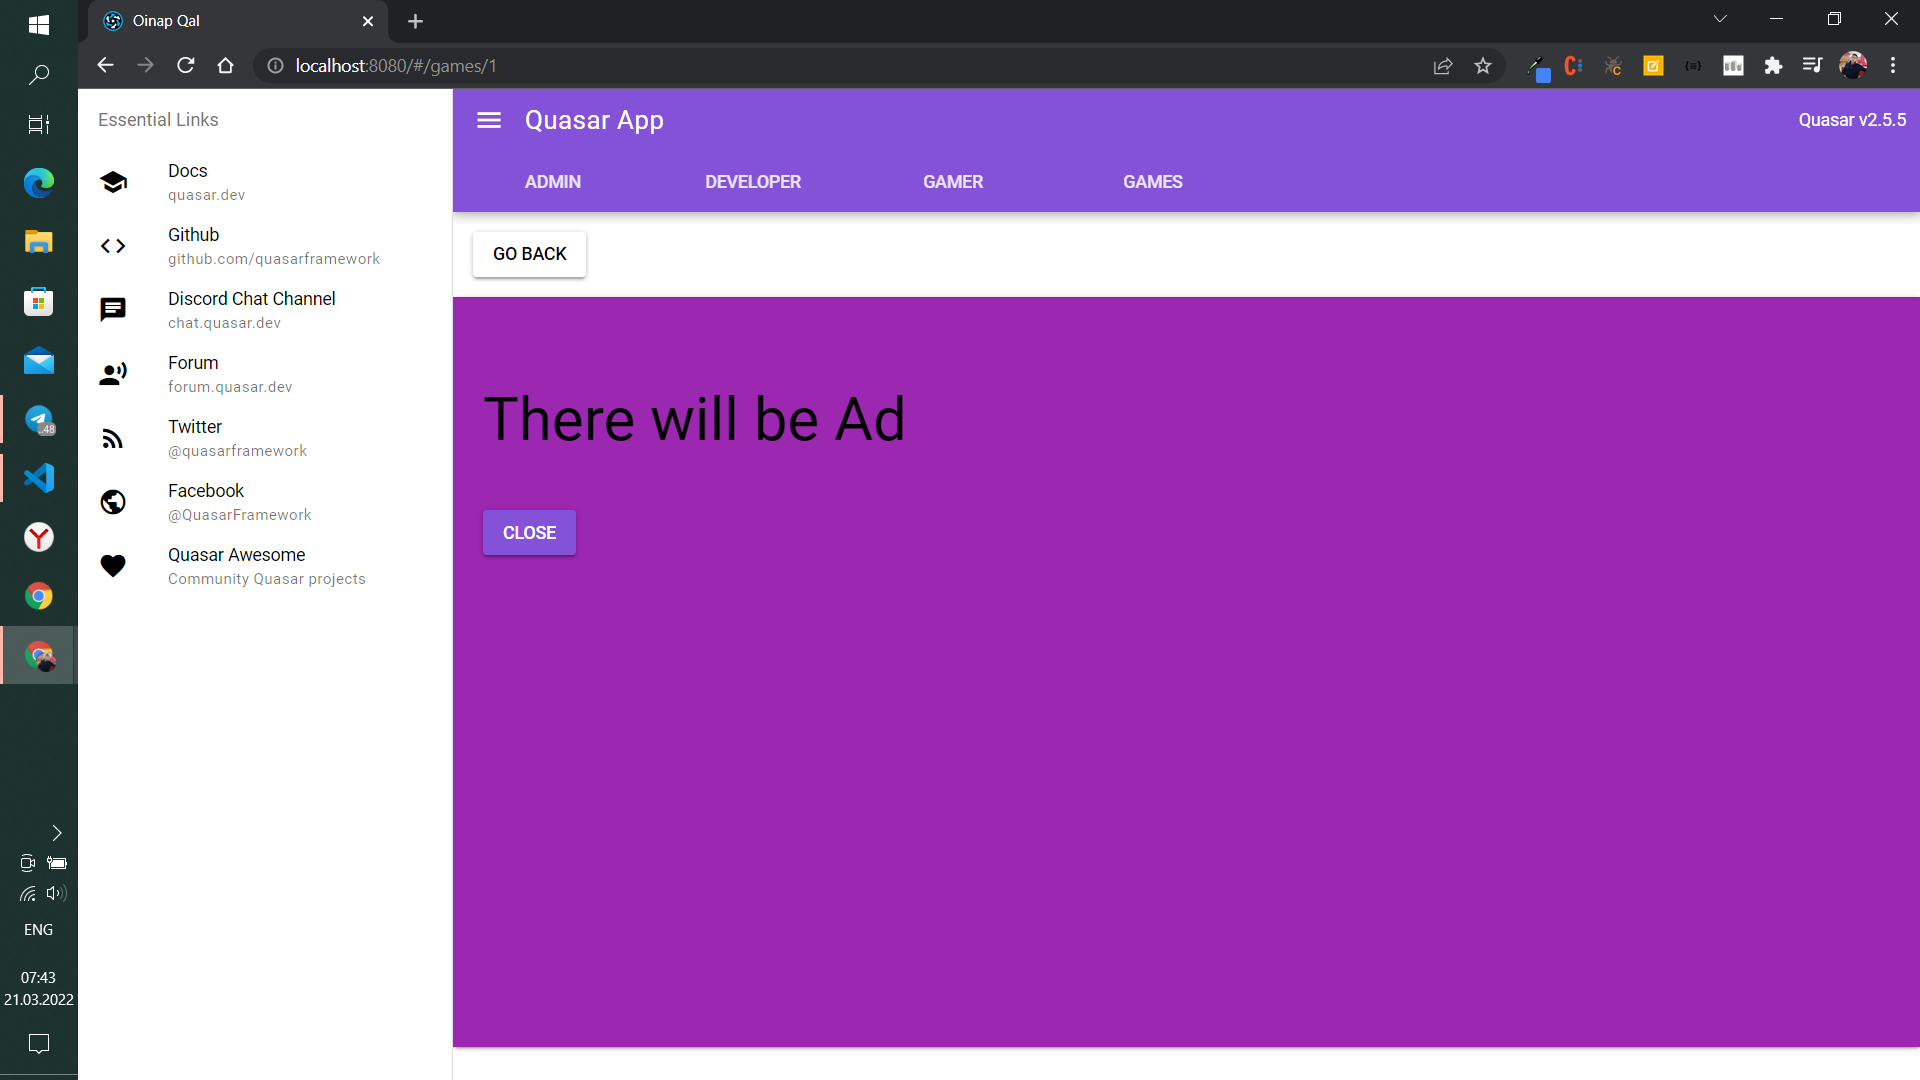 Oinap Qal
localhost:8080/#/games/1
Essential Links
Docs
quasar.dev
Github
github.com/quasarframework
Discord Chat Channel
chat.quasar.dev
Forum
forum.quasar.dev
Twitter
@quasarframework
Facebook
@QuasarFramework
Quasar Awesome
Community Quasar projects
Quasar App
Quasar v2.5.5
ADMIN
DEVELOPER
GAMER
GAMES
GO BACK
There will be Ad
CLOSE
48
ENG
07:43
21.03.2022